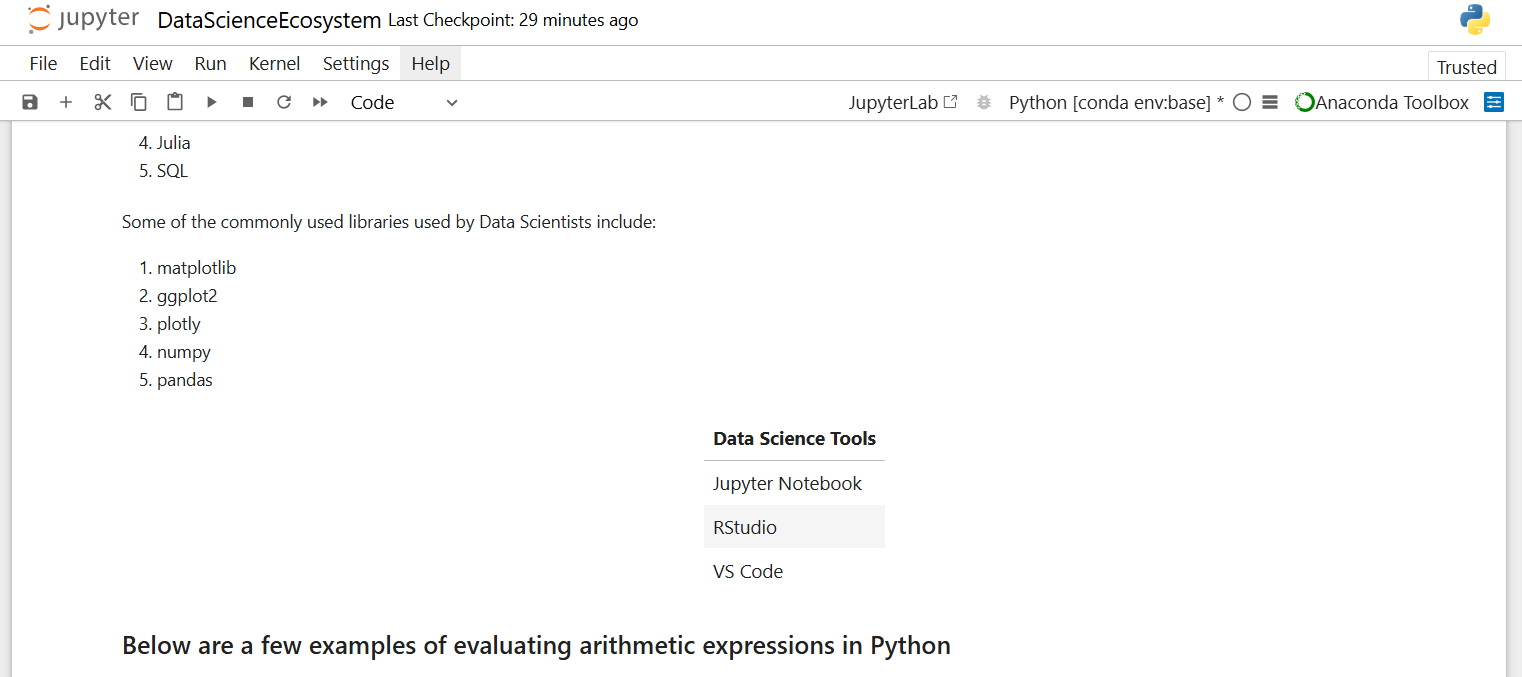 jupyter DataScienceEcosystem Last Checkpoint: 29 minutes ago
File Edit View Run Kernel Settings Help
Trusted
Code JupyterLab Python [conda env:base] * Anaconda Toolbox
4. Julia
5. SQL
Some of the commonly used libraries used by Data Scientists include:
1. matplotlib
2. ggplot2
3. plotly
4. numpy
5. pandas
Data Science Tools
Jupyter Notebook
RStudio
VS Code
Below are a few examples of evaluating arithmetic expressions in Python